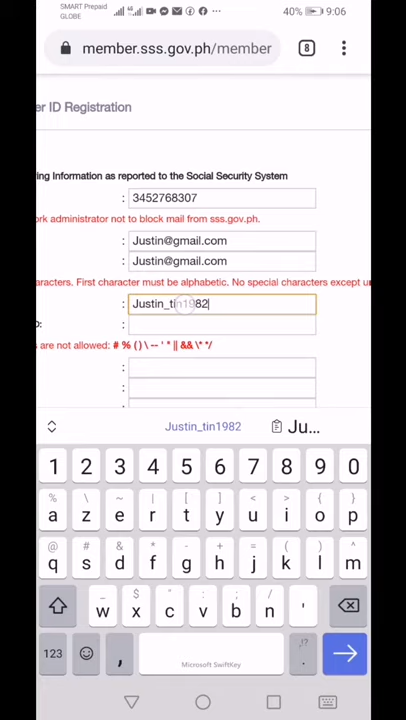 SMART Prepaid
GLOBE
40% 9:06
member.sss.gov.ph/member
8
er ID Registration
ing Information as reported to the Social Security System
: 3452768307
ork administrator not to block mail from sss.gov.ph.
: Justin@gmail.com
Justin@gmail.com
aracters. First character must be alphabetic. No special characters except un
: Justin_tin1982
D: :
s are not allowed: # % ( ) \ -- ' " || && \* */
:
:
:
Justin_tin1982 Ju...
1 2 3 4 5 6 7 8 9 0
% \ ~ | [ ] < > { }
a z e r t y u i o p
@ # & * - + = ( ) ^
q s d f g h j k l m
_ $ " : ; /
w x c v b n '
123 , Microsoft SwiftKey ,!? .